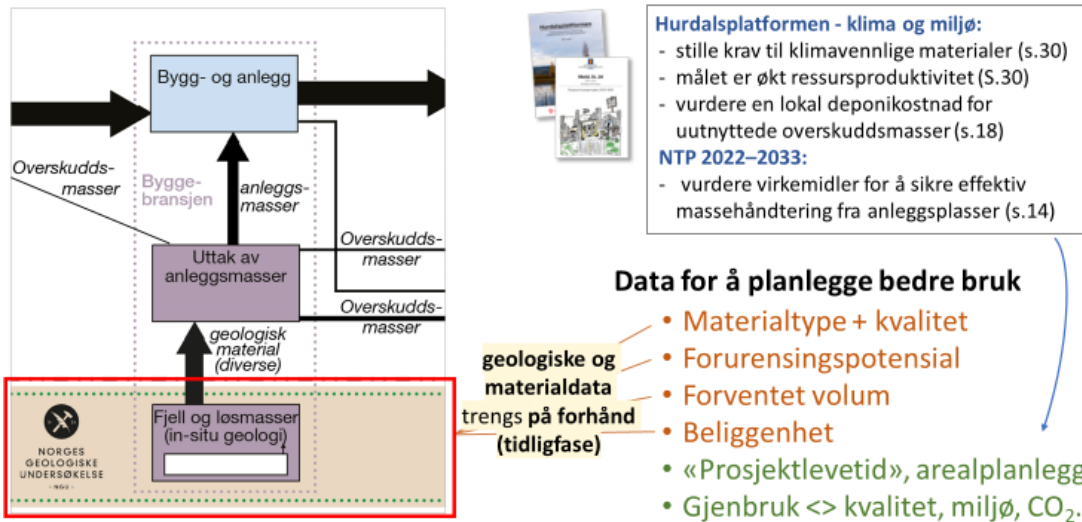 Bygg- og anlegg
Overskudds-
masser
Bygge-
bransjen
anleggs-
masser
Uttak av
anleggsmasser
Overskudds-
masser
Overskudds-
masser
geologisk
material
(diverse)
Fjell og løsmasser
(in-situ geologi)
NORGES
GEOLOGISKE
UNDERSØKELSE
- NGU -
Hurdalsplatformen
Hurdalsplatformen - klima og miljø:
- stille krav til klimavennlige materialer (s.30)
- målet er økt ressursproduktivitet (S.30)
- vurdere en lokal deponikostnad for
uutnyttede overskuddsmasser (s.18)
NTP 2022–2033:
- vurdere virkemidler for å sikre effektiv
massehåndtering fra anleggsplasser (s.14)
Data for å planlegge bedre bruk
geologiske og
materialdata
trengs på forhånd
(tidligfase)
• Materialtype + kvalitet
• Forurensingspotensial
• Forventet volum
• Beliggenhet
• «Prosjektlevetid», arealplanlegg
• Gjenbruk <> kvalitet, miljø, CO₂.